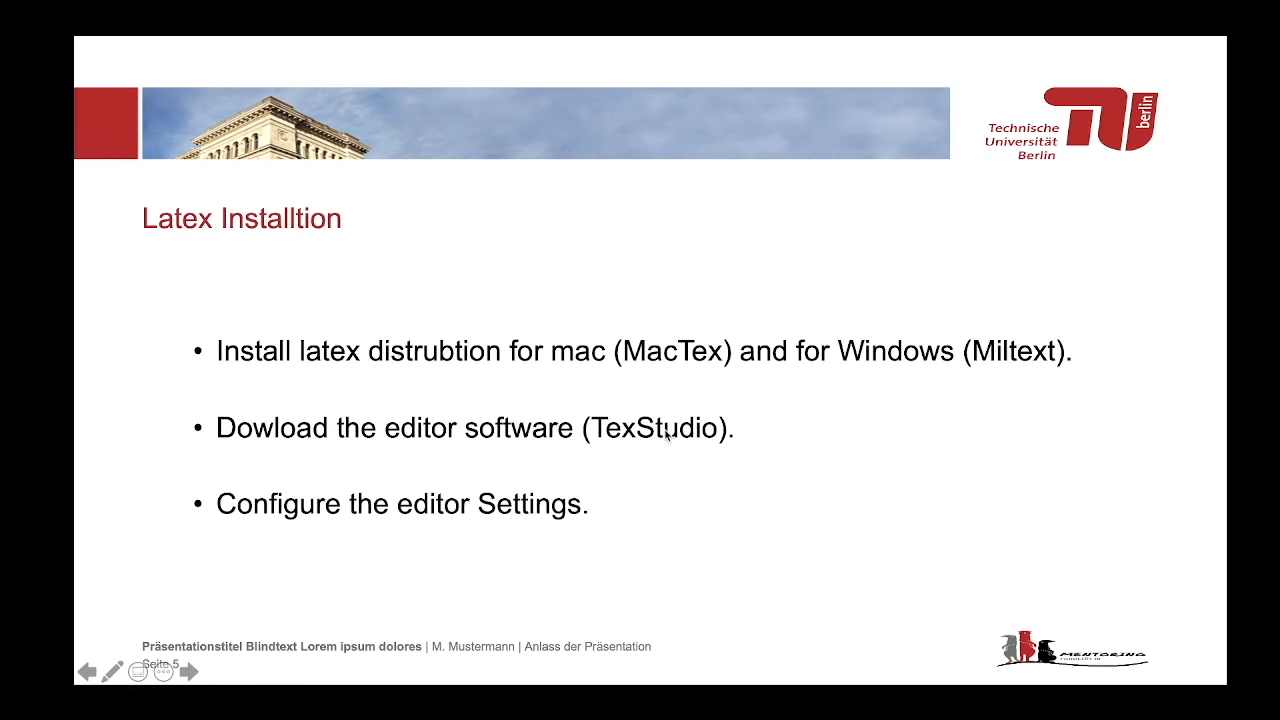 Technische
Universität
Berlin
berlin
Latex Installtion
• Install latex distrubtion for mac (MacTex) and for Windows (Miltext).
• Dowload the editor software (TexStudio).
• Configure the editor Settings.
Präsentationstitel Blindtext Lorem ipsum dolores | M. Mustermann | Anlass der Präsentation
Seite 5
MENTORING